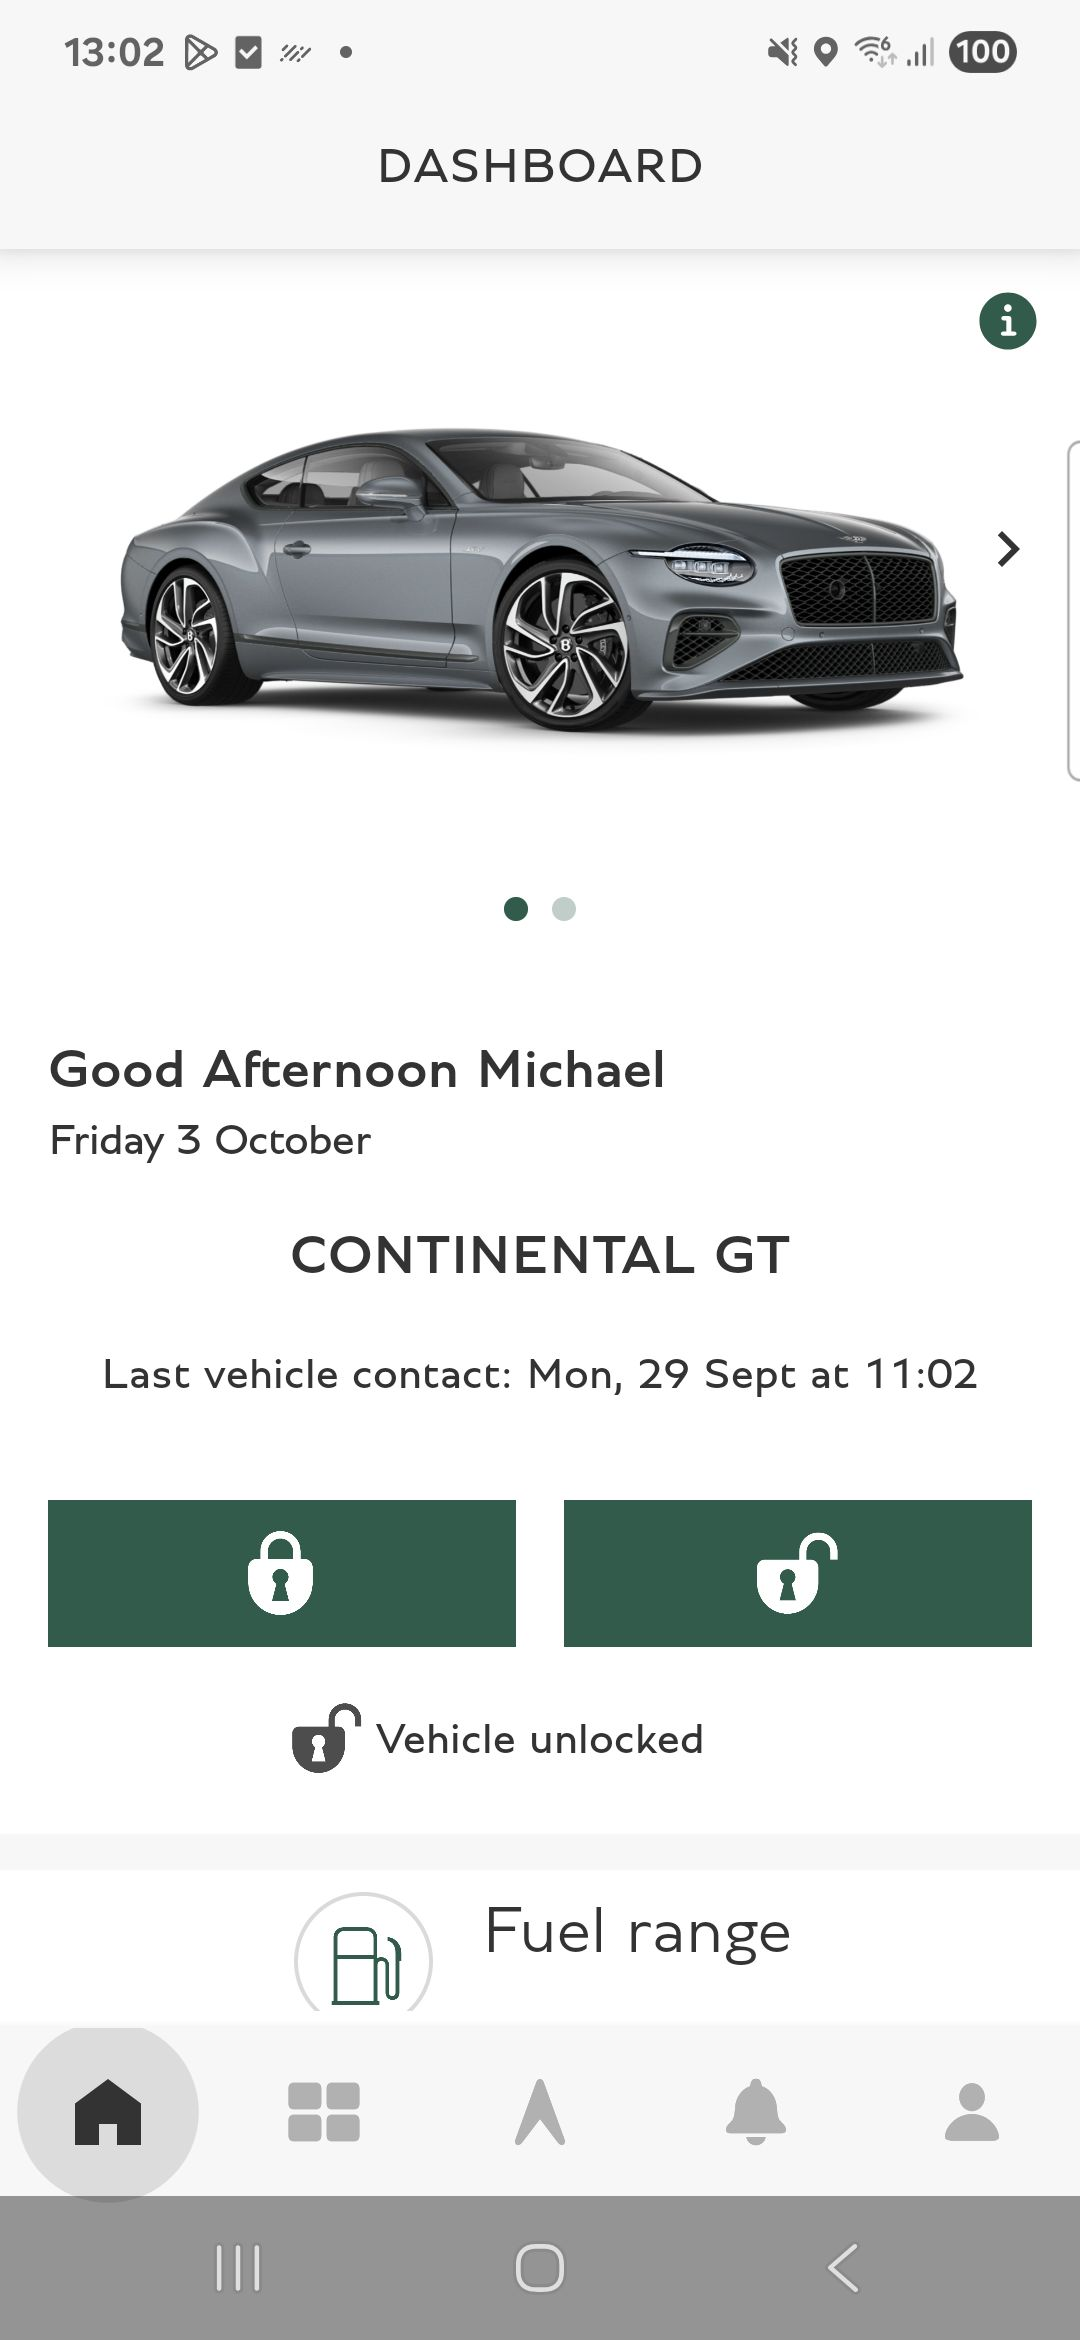 13:02
100
DASHBOARD
Good Afternoon Michael
Friday 3 October
CONTINENTAL GT
Last vehicle contact: Mon, 29 Sept at 11:02
Vehicle unlocked
Fuel range